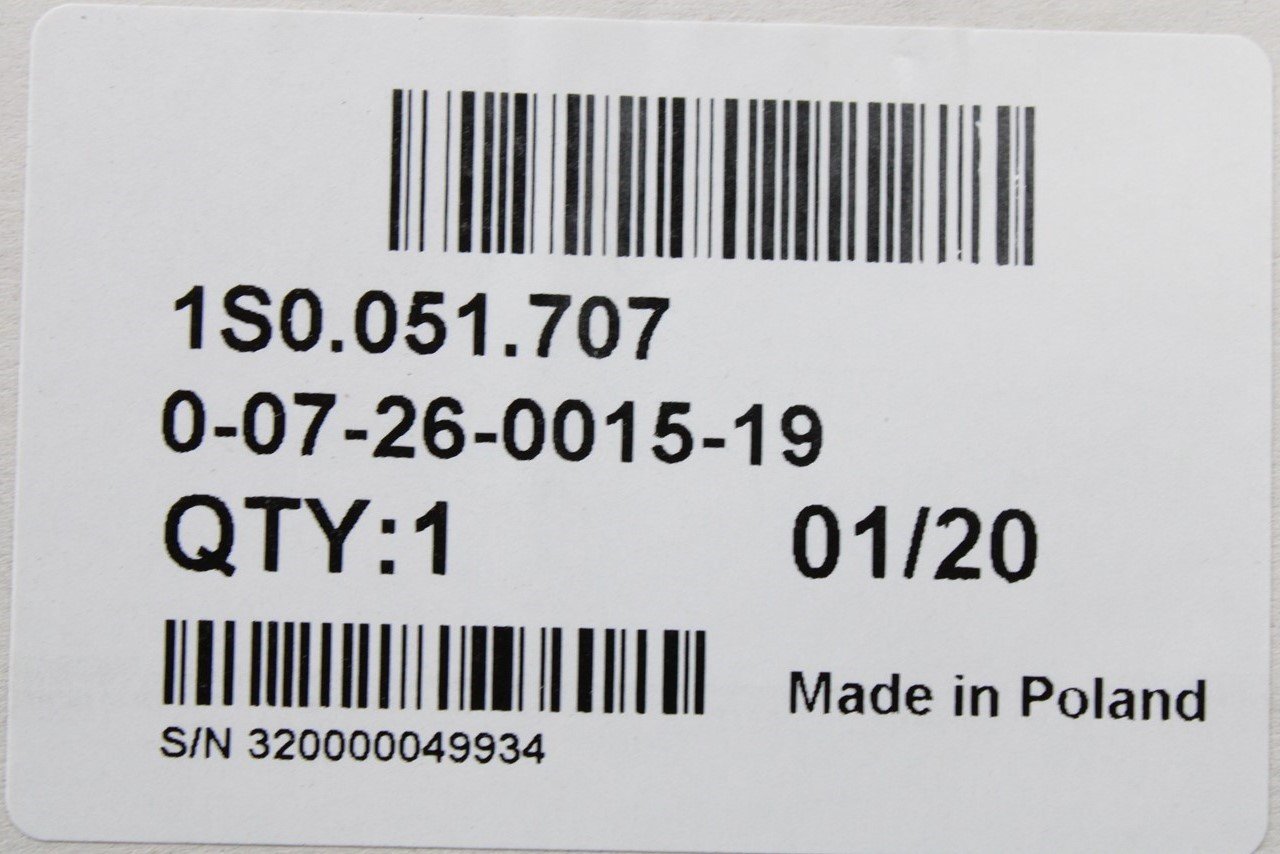 1S0.051.707
0-07-26-0015-19
QTY:1 01/20
Made in Poland
S/N 320000049934